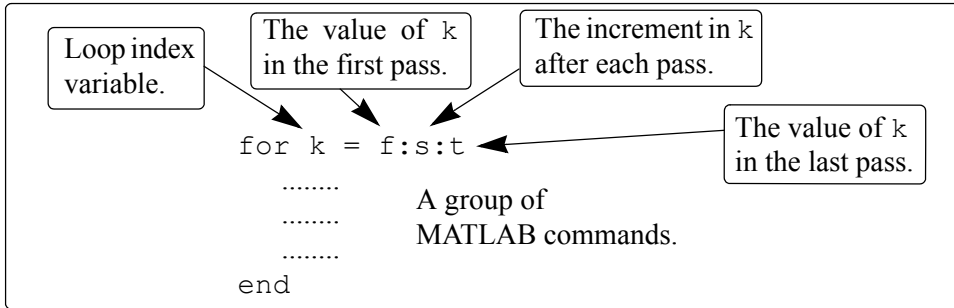 Loop index
variable.
The value of k
in the first pass.
The increment in k
after each pass.
The value of k
in the last pass.
for k = f:s:t
........
........
........
A group of
MATLAB commands.
end